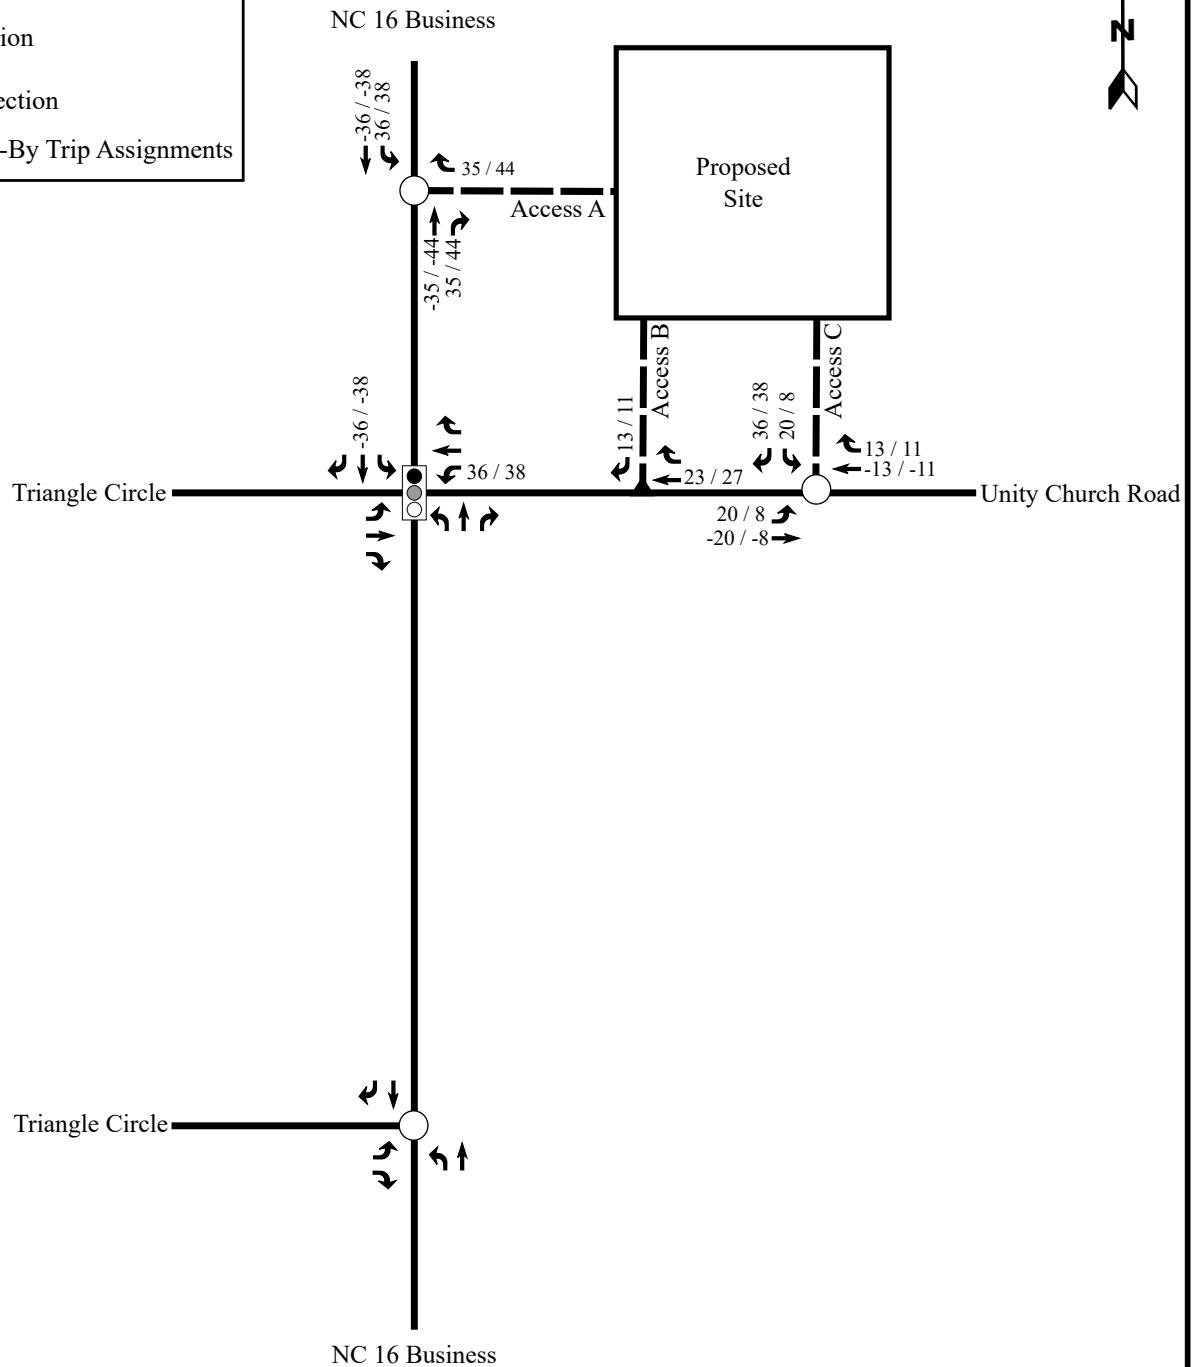 NC 16 Business
N
ection
-By Trip Assignments
-36 / -38
36 / 38
35 / 44
Proposed
Site
Access A
-35 / -44
35 / 44
Access B
Access C
-36 / -38
13 / 11
36 / 38
20 / 8
13 / 11
-13 / -11
36 / 38
23 / 27
Triangle Circle
Unity Church Road
20 / 8
-20 / -8
Triangle Circle
NC 16 Business